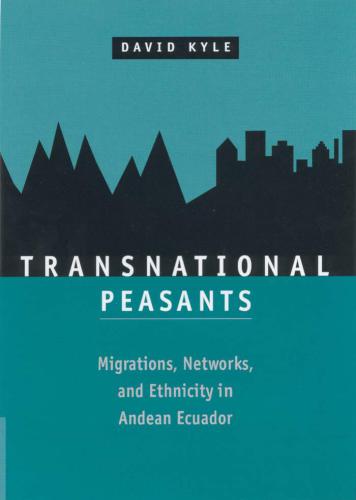 DAVID KYLE
TRANSNATIONAL
PEASANTS
Migrations, Networks,
and Ethnicity in
Andean Ecuador